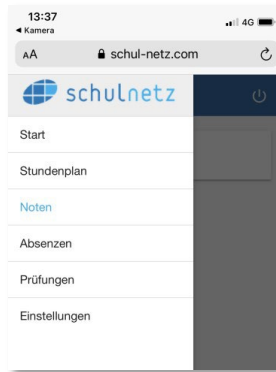 13:37
4G
◀ Kamera
AA schul-netz.com
schulnetz
Start
Stundenplan
Noten
Absenzen
Prüfungen
Einstellungen